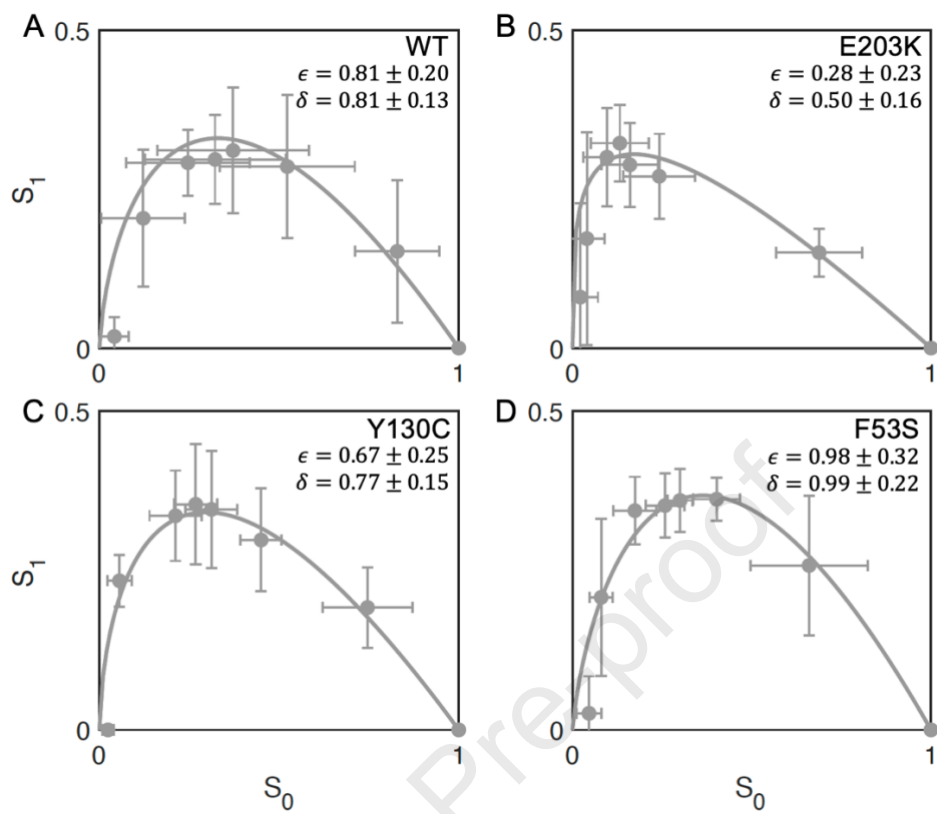 A
0.5
WT
ϵ = 0.81 ± 0.20
δ = 0.81 ± 0.13
S₁
0
0
1
B
E203K
ϵ = 0.28 ± 0.23
δ = 0.50 ± 0.16
0
1
C
0.5
Y130C
ϵ = 0.67 ± 0.25
δ = 0.77 ± 0.15
S₁
0
0
1
S₀
D
F53S
ϵ = 0.98 ± 0.32
δ = 0.99 ± 0.22
0
1
S₀
0.5
0
0.5
0
Pre-proof